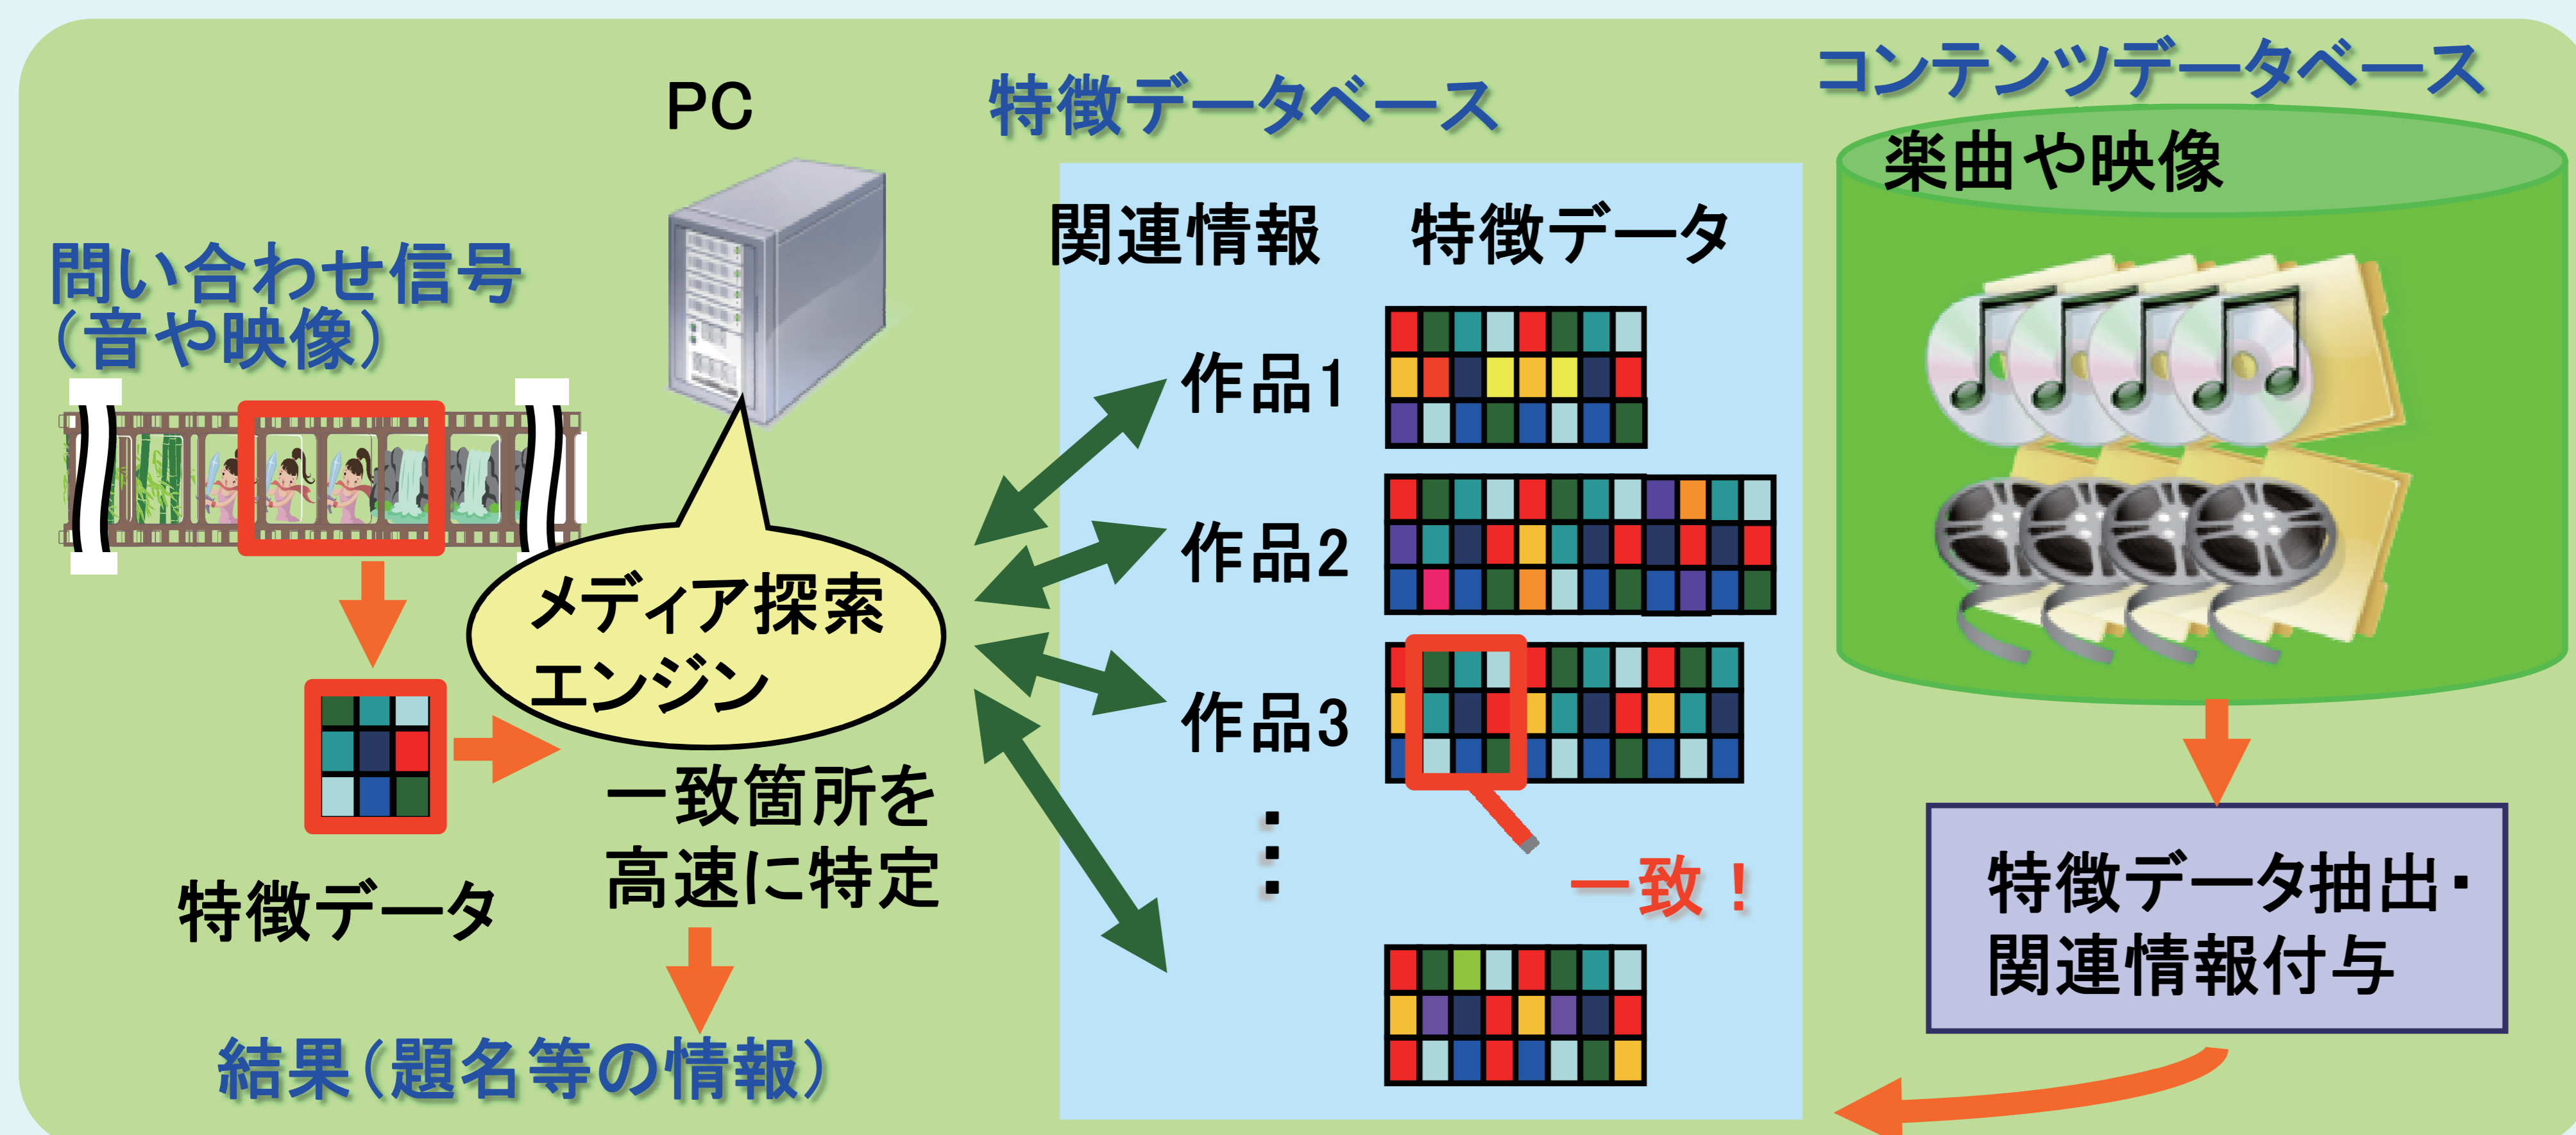 PC
特徴データベース
コンテンツデータベース
楽曲や映像
問い合わせ信号
（音や映像）
関連情報
特徴データ
作品1
作品2
作品3
メディア探索
エンジン
一致箇所を
高速に特定
特徴データ
一致！
特徴データ抽出・
関連情報付与
結果（題名等の情報）